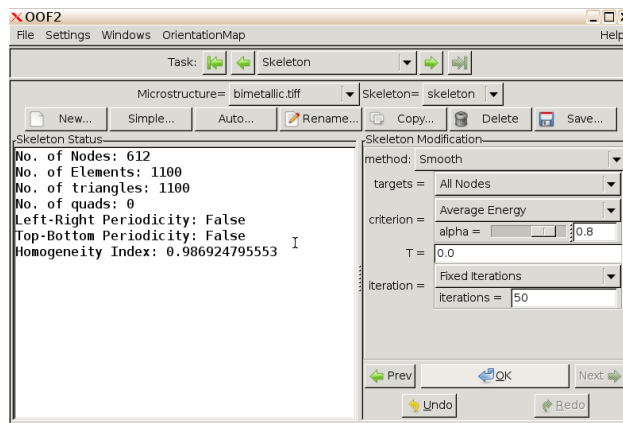 OOF2
File Settings Windows OrientationMap Help
Task: Skeleton
Microstructure= bimetallic.tiff Skeleton= skeleton
New... Simple... Auto... Rename... Copy... Delete Save...
Skeleton Status Skeleton Modification
No. of Nodes: 612
No. of Elements: 1100
No. of triangles: 1100
No. of quads: 0
Left-Right Periodicity: False
Top-Bottom Periodicity: False
Homogeneity Index: 0.986924795553
method: Smooth
targets = All Nodes
criterion = Average Energy
alpha = 0.8
T = 0.0
iteration = Fixed Iterations
iterations = 50
Prev OK Next
Undo Redo